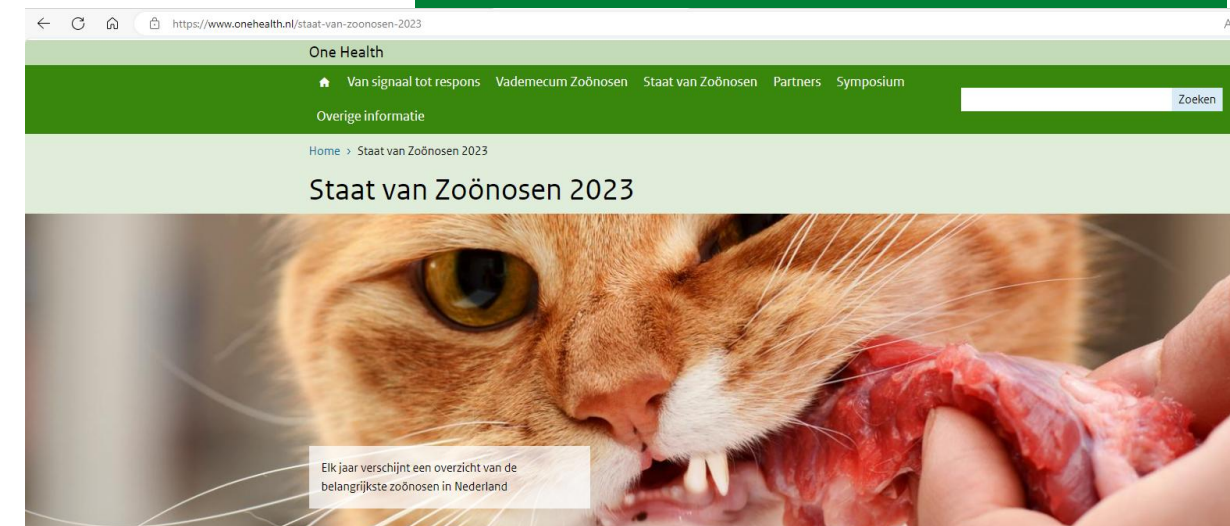 https://www.onehealth.nl/staat-van-zoonosen-2023
One Health
Van signaal tot respons Vademecum Zoönosen Staat van Zoönosen Partners Symposium
Zoeken
Overige informatie
Home > Staat van Zoönosen 2023
Staat van Zoönosen 2023
Elk jaar verschijnt een overzicht van de
belangrijkste zoönosen in Nederland